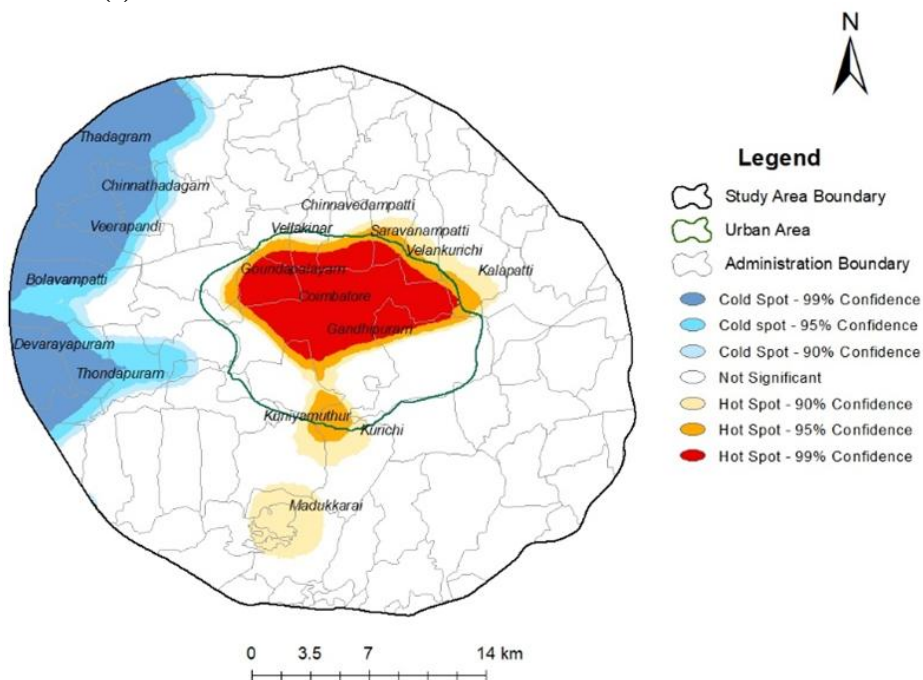 N
Thadagram
Chinnathadagam
Chinnavedampatti
Veerapandi
Vellakinar
Saravanampatti
Velankurichi
Goundapalayam
Kalapatti
Bolavampatti
Coimbatore
Gandhipuram
Devarayapuram
Thondapuram
Kuniyamuthur
Kurichi
Madukkarai
Legend
Study Area Boundary
Urban Area
Administration Boundary
Cold Spot - 99% Confidence
Cold spot - 95% Confidence
Cold Spot - 90% Confidence
Not Significant
Hot Spot - 90% Confidence
Hot Spot - 95% Confidence
Hot Spot - 99% Confidence
0 3.5 7 14 km